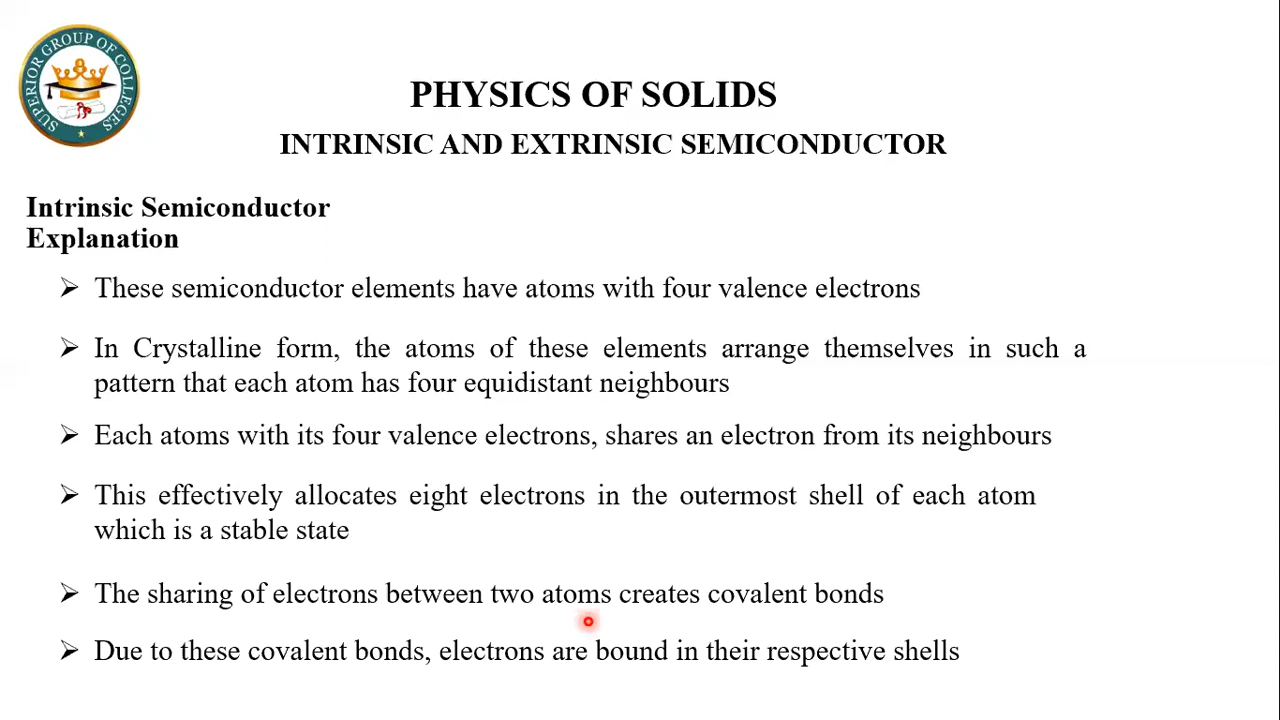 SUPERIOR GROUP OF COLLEGES
PHYSICS OF SOLIDS
INTRINSIC AND EXTRINSIC SEMICONDUCTOR
Intrinsic Semiconductor
Explanation
These semiconductor elements have atoms with four valence electrons
In Crystalline form, the atoms of these elements arrange themselves in such a
pattern that each atom has four equidistant neighbours
Each atoms with its four valence electrons, shares an electron from its neighbours
This effectively allocates eight electrons in the outermost shell of each atom
which is a stable state
The sharing of electrons between two atoms creates covalent bonds
Due to these covalent bonds, electrons are bound in their respective shells